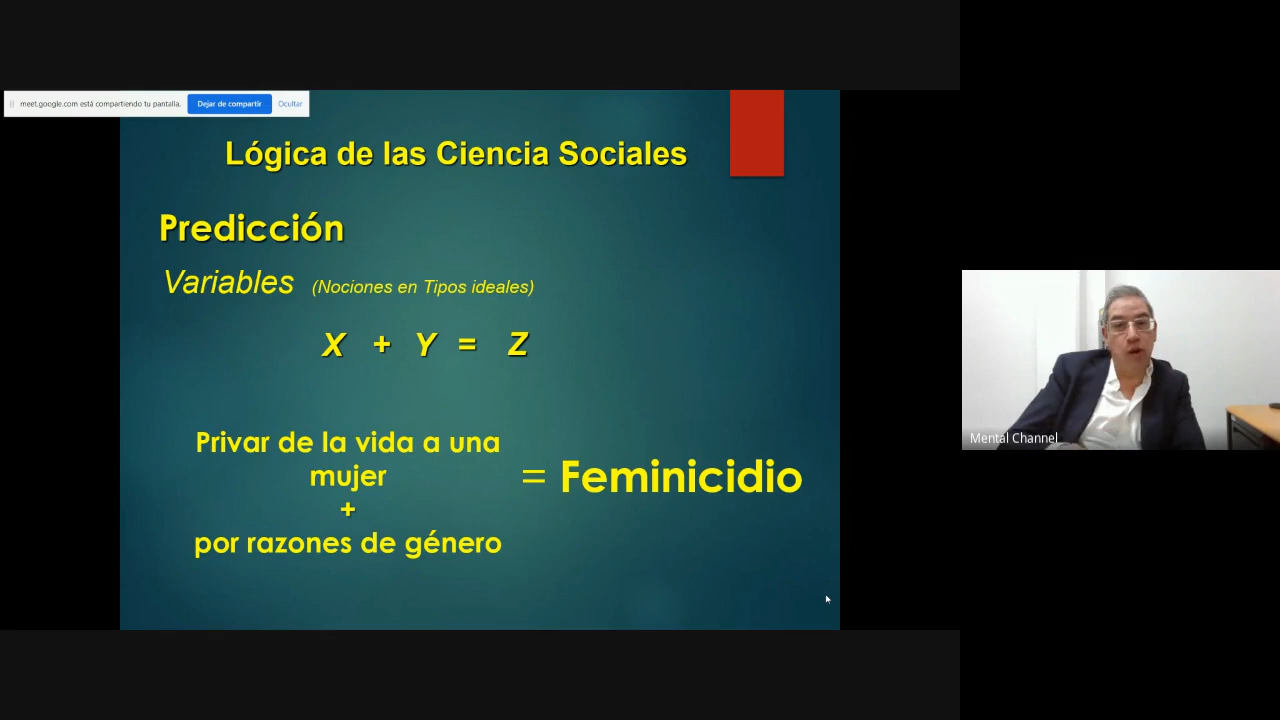 meet.google.com está compartiendo tu pantalla.
Dejar de compartir
Ocultar
Lógica de las Ciencia Sociales
Predicción
Variables (Nociones en Tipos ideales)
X + Y = Z
Privar de la vida a una
mujer
+
por razones de género
= Feminicidio
Mental Channel